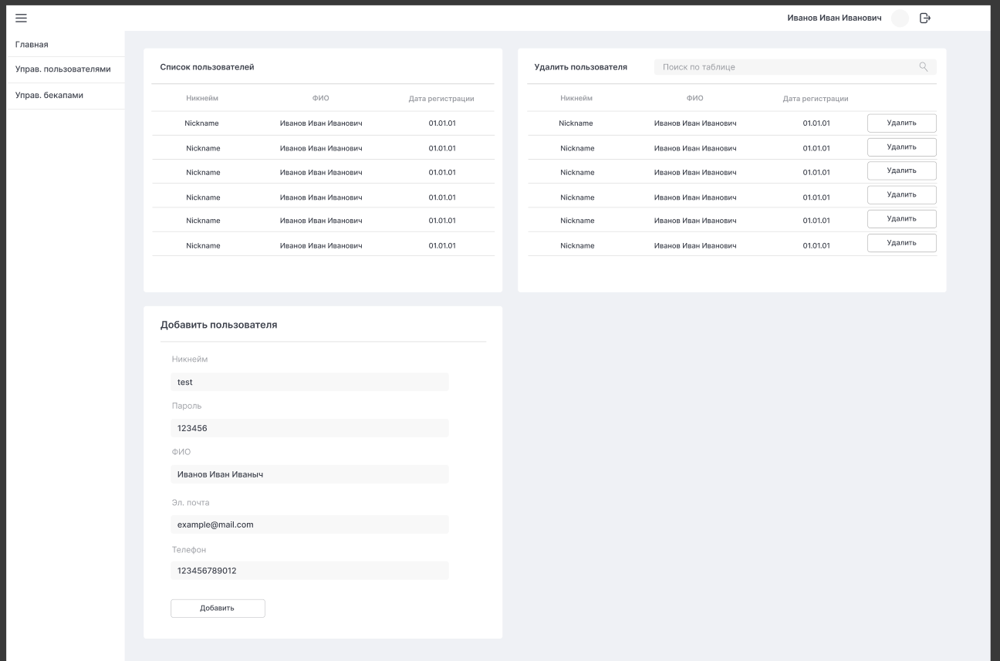 Иванов Иван Иванович
Главная
Управ. пользователями
Управ. бекапами
Список пользователей
Никнейм ФИО Дата регистрации
Nickname Иванов Иван Иванович 01.01.01
Nickname Иванов Иван Иванович 01.01.01
Nickname Иванов Иван Иванович 01.01.01
Nickname Иванов Иван Иванович 01.01.01
Nickname Иванов Иван Иванович 01.01.01
Nickname Иванов Иван Иванович 01.01.01
Удалить пользователя Поиск по таблице
Никнейм ФИО Дата регистрации
Nickname Иванов Иван Иванович 01.01.01 Удалить
Nickname Иванов Иван Иванович 01.01.01 Удалить
Nickname Иванов Иван Иванович 01.01.01 Удалить
Nickname Иванов Иван Иванович 01.01.01 Удалить
Nickname Иванов Иван Иванович 01.01.01 Удалить
Nickname Иванов Иван Иванович 01.01.01 Удалить
Добавить пользователя
Никнейм
test
Пароль
123456
ФИО
Иванов Иван Иваныч
Эл. почта
example@mail.com
Телефон
123456789012
Добавить